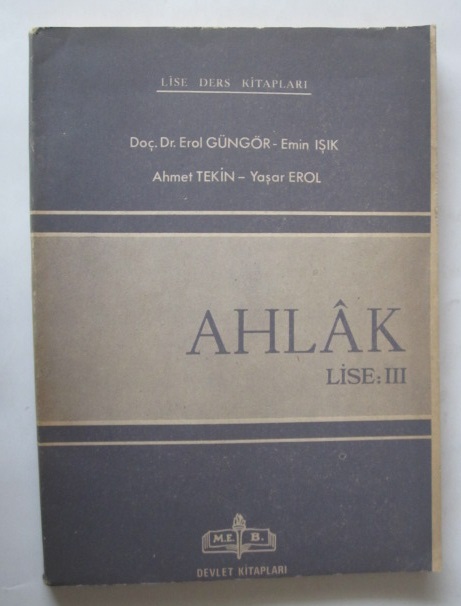 LİSE DERS KİTAPLARI
Doç. Dr. Erol GÜNGÖR - Emin IŞIK
Ahmet TEKİN – Yaşar EROL
AHLÂK
LİSE: III
M.E. B.
DEVLET KİTAPLARI